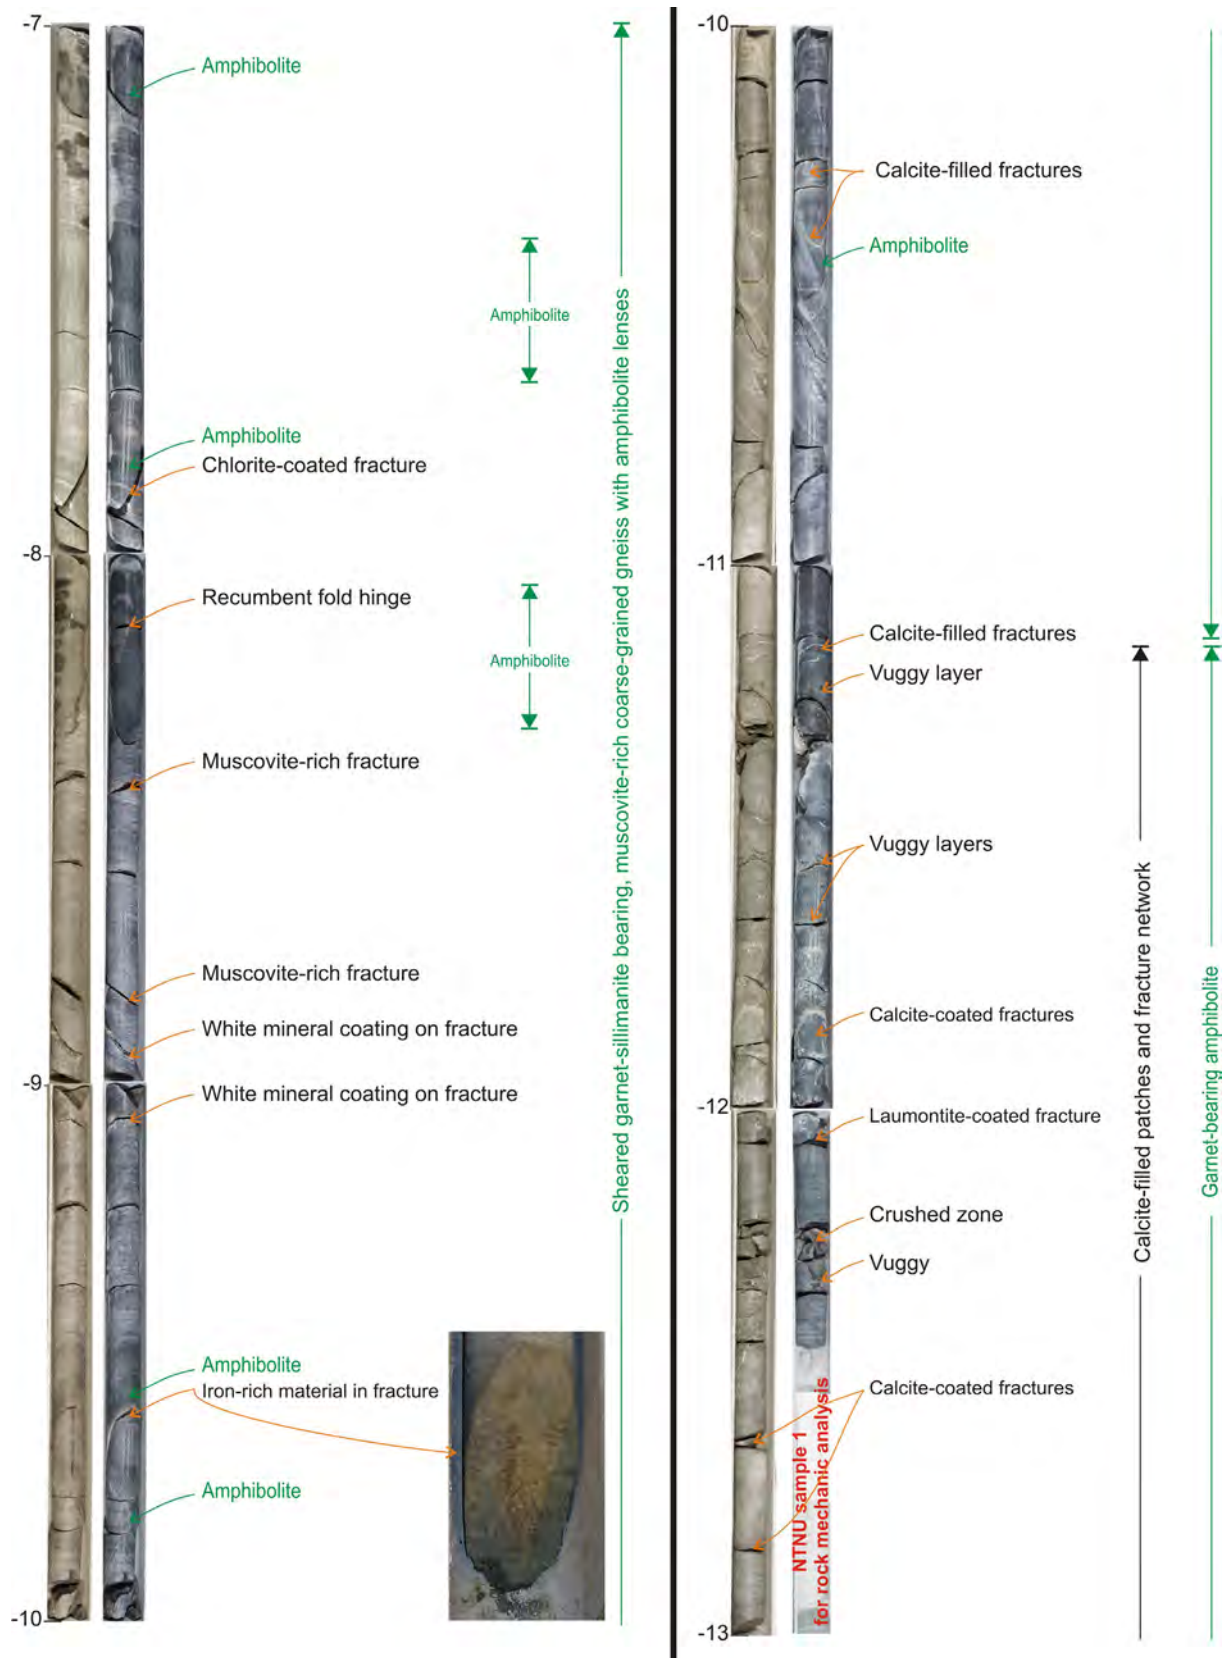 -7
Amphibolite
Amphibolite
Amphibolite
Chlorite-coated fracture
-8
Recumbent fold hinge
Amphibolite
Muscovite-rich fracture
Muscovite-rich fracture
White mineral coating on fracture
-9
White mineral coating on fracture
Amphibolite
Iron-rich material in fracture
Amphibolite
-10
Sheared garnet-sillimanite bearing, muscovite-rich coarse-grained gneiss with amphibolite lenses
-10
Calcite-filled fractures
Amphibolite
-11
Calcite-filled fractures
Vuggy layer
Vuggy layers
Calcite-coated fractures
-12
Laumontite-coated fracture
Crushed zone
Vuggy
Calcite-coated fractures
NTNU sample 1
for rock mechanic analysis
-13
Calcite-filled patches and fracture network
Garnet-bearing amphibolite